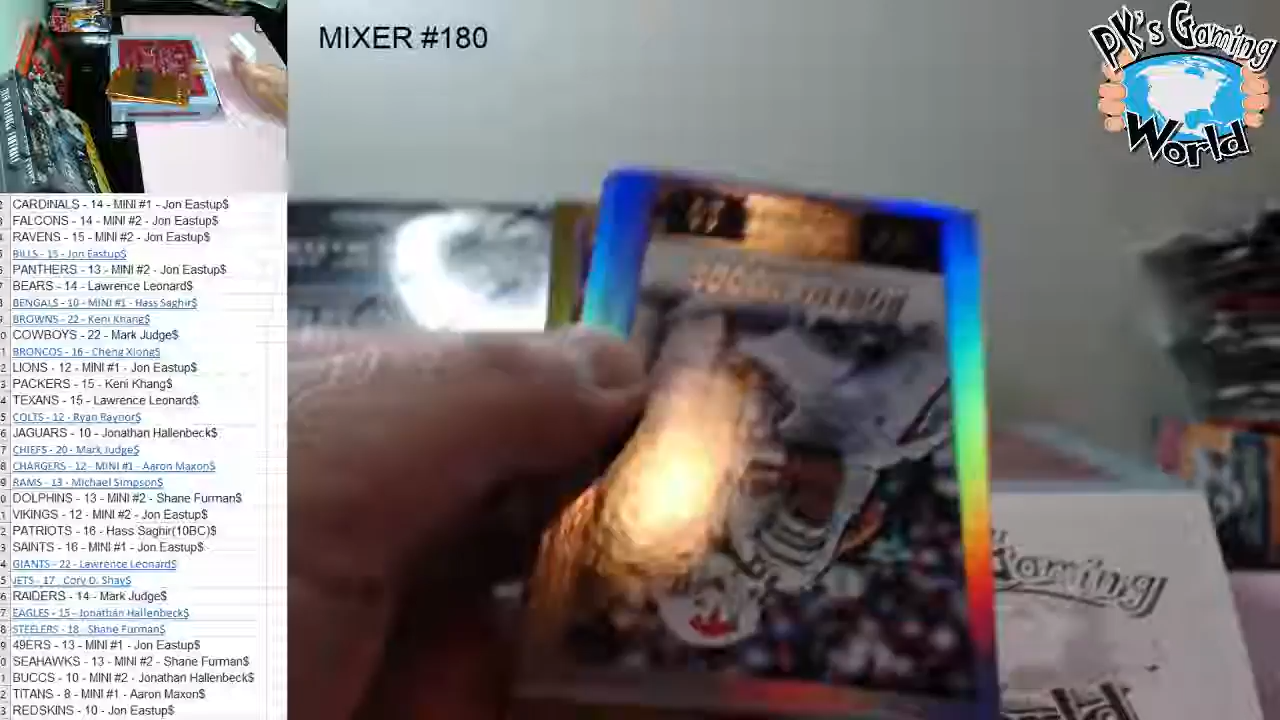 MIXER #180
PK's Gaming
World
CARDINALS - 14 - MINI #1 - Jon Eastup$
FALCONS - 14 - MINI #2 - Jon Eastup$
RAVENS - 15 - MINI #2 - Jon Eastup$
BILLS - 15 - Jon Eastup$
PANTHERS - 13 - MINI #2 - Jon Eastup$
BEARS - 14 - Lawrence Leonard$
BENGALS - 10 - MINI #1 - Hass Saghir$
BROWNS - 22 - Keni Khang$
COWBOYS - 22 - Mark Judge$
BRONCOS - 16 - Cheng Xiong$
LIONS - 12 - MINI #1 - Jon Eastup$
PACKERS - 15 - Keni Khang$
TEXANS - 15 - Lawrence Leonard$
COLTS - 12 - Ryan Raynor$
JAGUARS - 10 - Jonathan Hallenbeck$
CHIEFS - 20 - Mark Judge$
CHARGERS - 12 - MINI #1 - Aaron Maxon$
RAMS - 13 - Michael Simpson$
DOLPHINS - 13 - MINI #2 - Shane Furman$
VIKINGS - 12 - MINI #2 - Jon Eastup$
PATRIOTS - 16 - Hass Saghir(10BC)$
SAINTS - 16 - MINI #1 - Jon Eastup$
GIANTS - 22 - Lawrence Leonard$
JETS - 17 - Cory D. Shay$
RAIDERS - 14 - Mark Judge$
EAGLES - 15 - Jonathan Hallenbeck$
STEELERS - 18 - Shane Furman$
49ERS - 13 - MINI #1 - Jon Eastup$
SEAHAWKS - 13 - MINI #2 - Shane Furman$
BUCCS - 10 - MINI #2 - Jonathan Hallenbeck$
TITANS - 8 - MINI #1 - Aaron Maxon$
REDSKINS - 10 - Jon Eastup$
Gaming